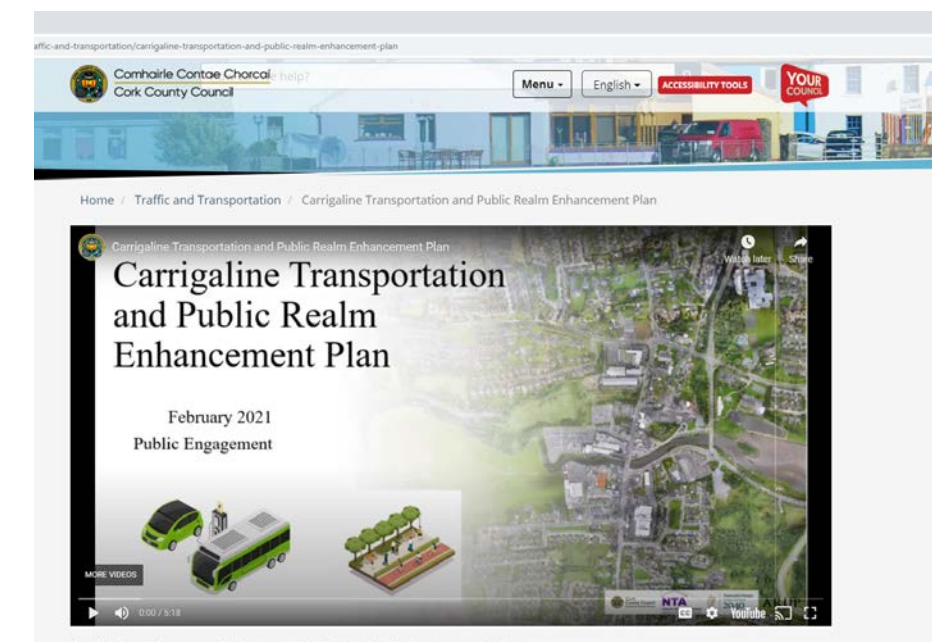 affic-and-transportation/carrigaline-transportation-and-public-realm-enhancement-plan
Comhairle Contae Chorcaí
Cork County Council
help?
Menu
English
ACCESSIBILITY TOOLS
YOUR
COUNCIL
Home / Traffic and Transportation / Carrigaline Transportation and Public Realm Enhancement Plan
Carrigaline Transportation and Public Realm Enhancement Plan
Watch later
Share
Carrigaline Transportation
and Public Realm
Enhancement Plan
February 2021
Public Engagement
MORE VIDEOS
0:00 / 5:18
NTA
CC
YouTube